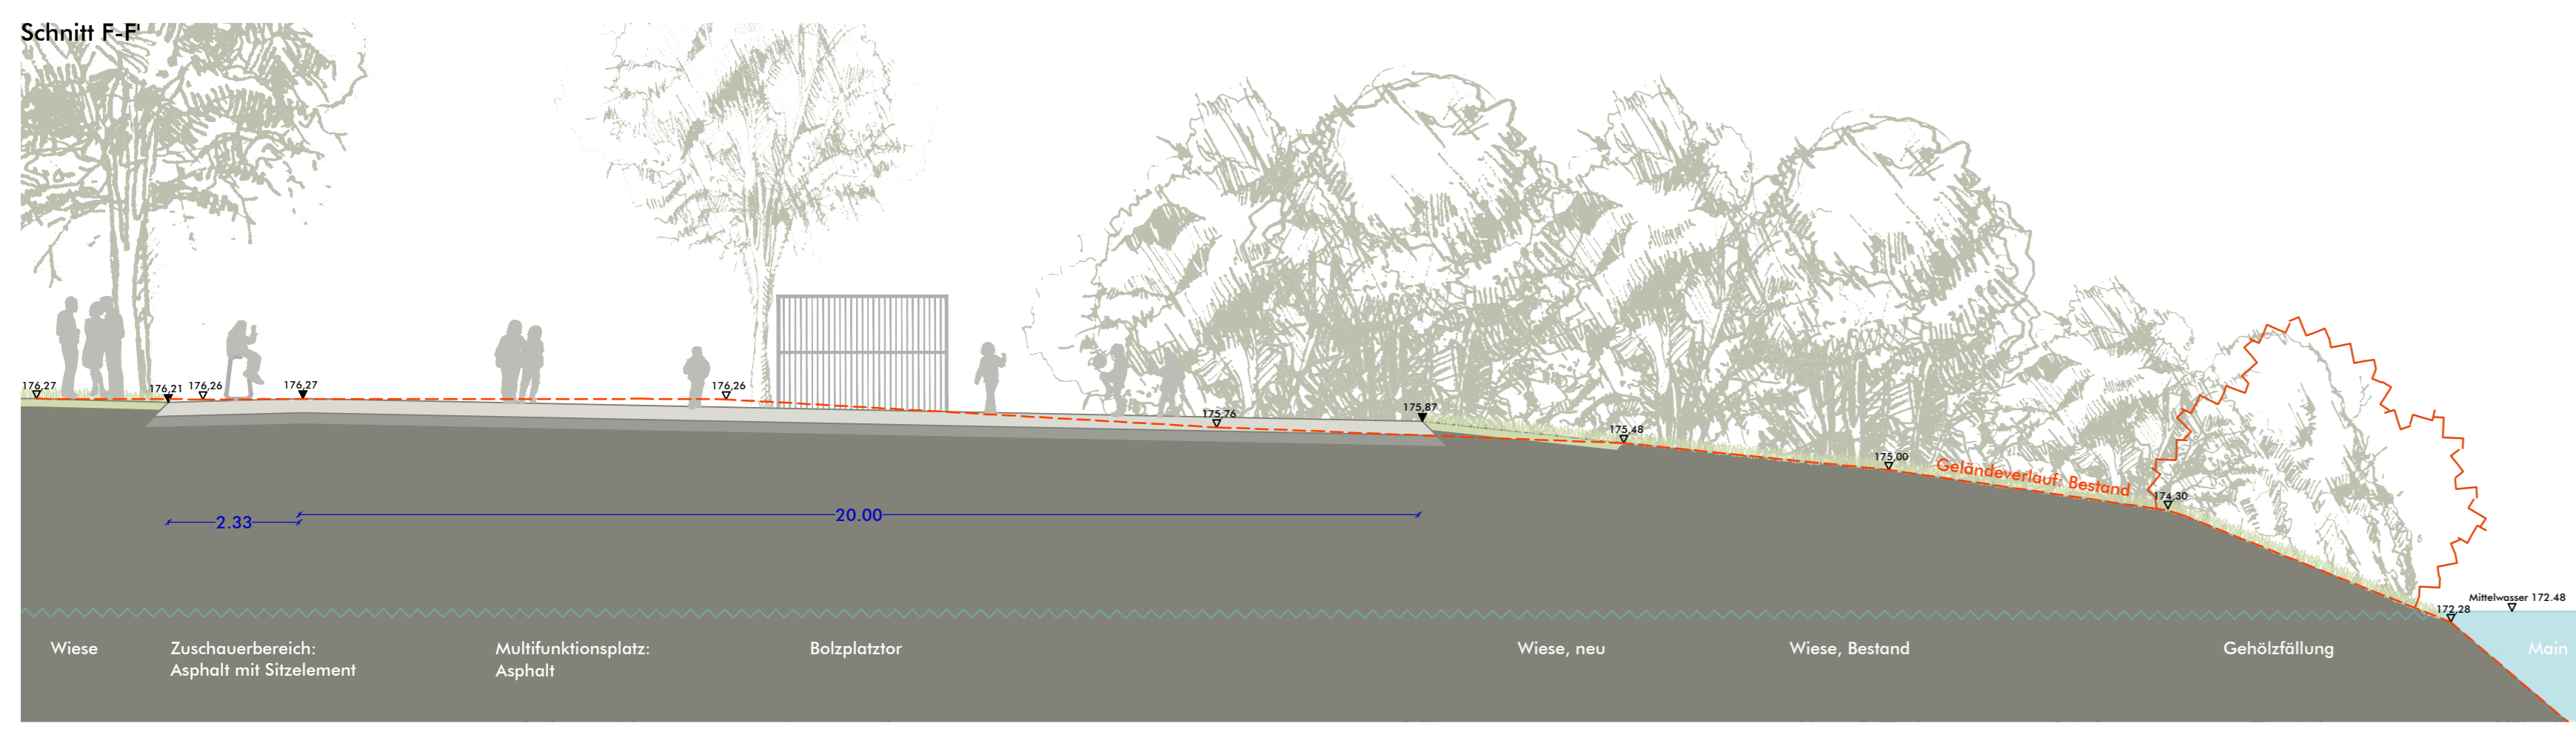 Schnitt F-F'
176,27
176,21
176,26
176,27
176,26
175,76
175,87
175,48
175,00
Geländeverlauf: Bestand
174,30
172,28
Mittelwasser 172.48
2.33
20.00
Wiese
Zuschauerbereich:
Asphalt mit Sitzelement
Multifunktionsplatz:
Asphalt
Bolzplatztor
Wiese, neu
Wiese, Bestand
Gehölzfällung
Main